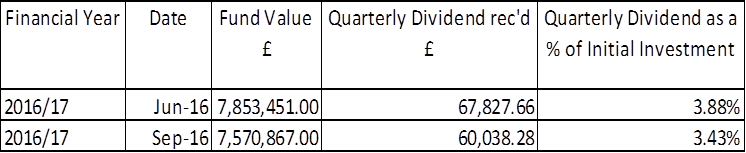 Financial Year Date Fund Value Quarterly Dividend rec'd Quarterly Dividend as a
£ £ % of Initial Investment
2016/17 Jun-16 7,853,451.00 67,827.66 3.88%
2016/17 Sep-16 7,570,867.00 60,038.28 3.43%